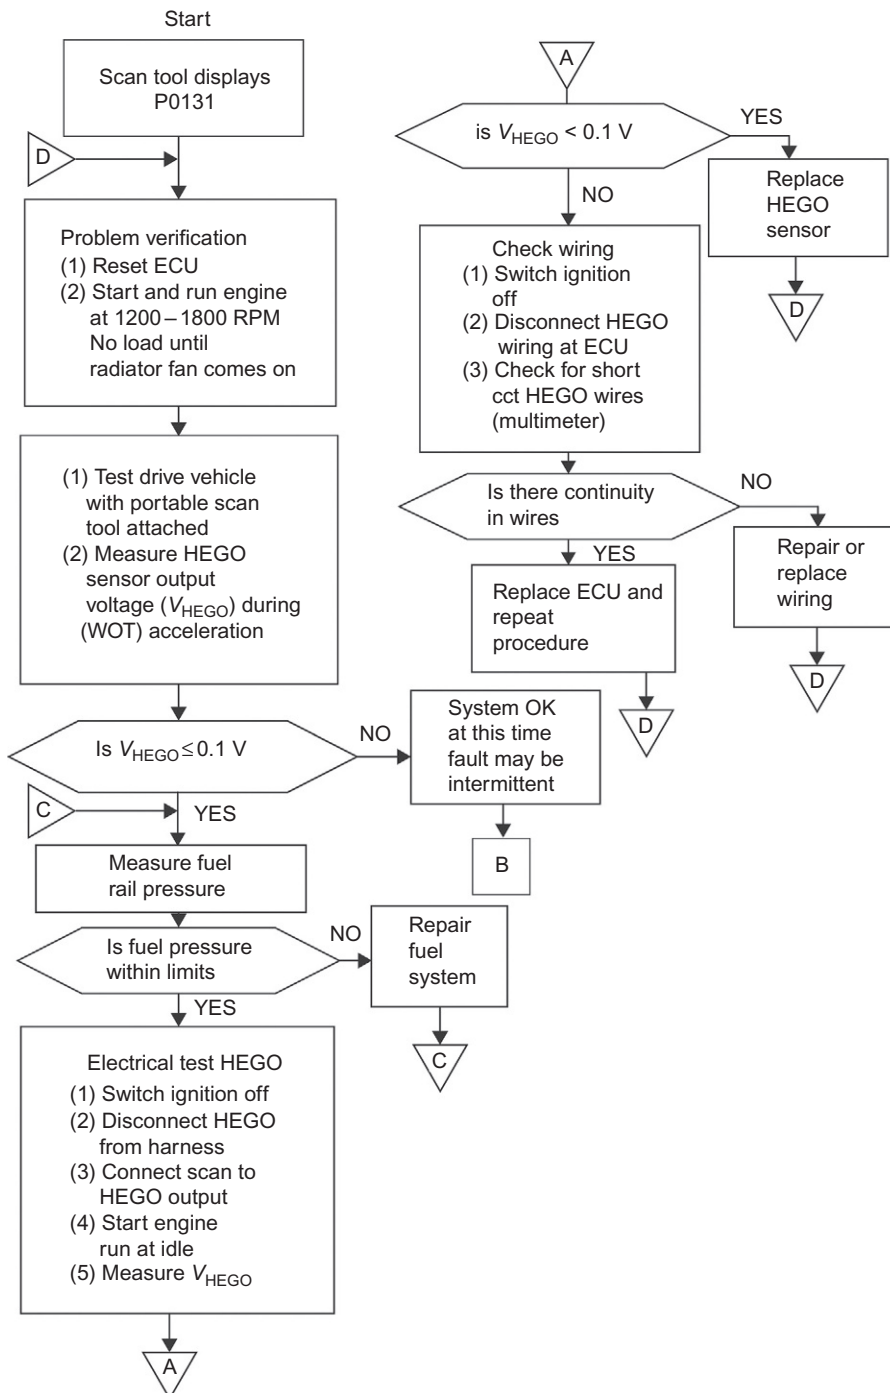 Start
Scan tool displays
P0131
D
Problem verification
(1) Reset ECU
(2) Start and run engine
at 1200–1800 RPM
No load until
radiator fan comes on
(1) Test drive vehicle
with portable scan
tool attached
(2) Measure HEGO
sensor output
voltage (VHEGO) during
(WOT) acceleration
Is VHEGO ≤ 0.1 V
NO
System OK
at this time
fault may be
intermittent
B
C
YES
Measure fuel
rail pressure
Is fuel pressure
within limits
NO
Repair
fuel
system
C
YES
Electrical test HEGO
(1) Switch ignition off
(2) Disconnect HEGO
from harness
(3) Connect scan to
HEGO output
(4) Start engine
run at idle
(5) Measure VHEGO
A
A
is VHEGO < 0.1 V
YES
Replace
HEGO
sensor
D
NO
Check wiring
(1) Switch ignition
off
(2) Disconnect HEGO
wiring at ECU
(3) Check for short
cct HEGO wires
(multimeter)
Is there continuity
in wires
NO
Repair or
replace
wiring
D
YES
Replace ECU and
repeat
procedure
D